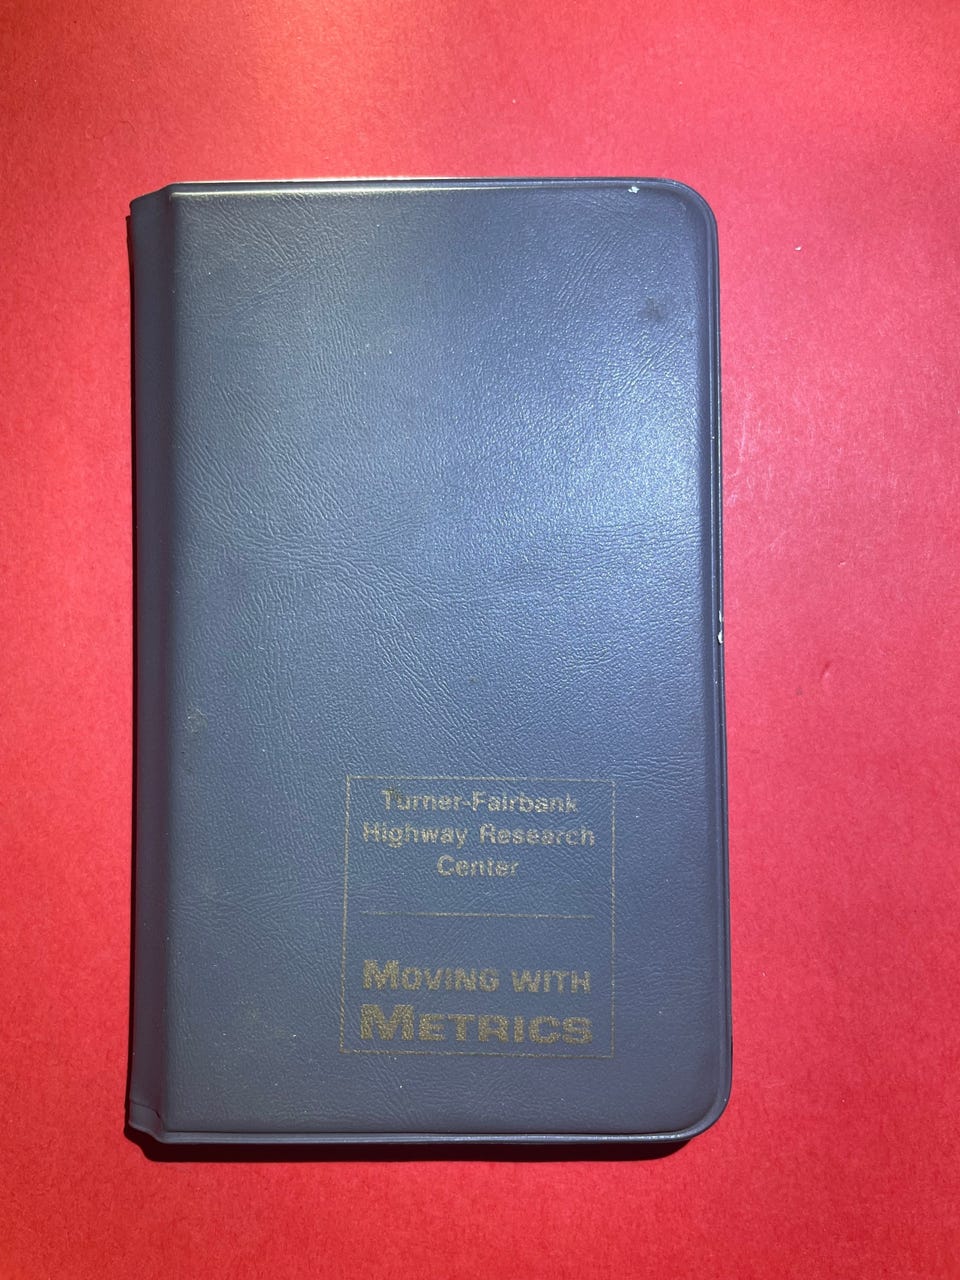 Turner-Fairbank
Highway Research
Center
MOVING WITH
METRICS